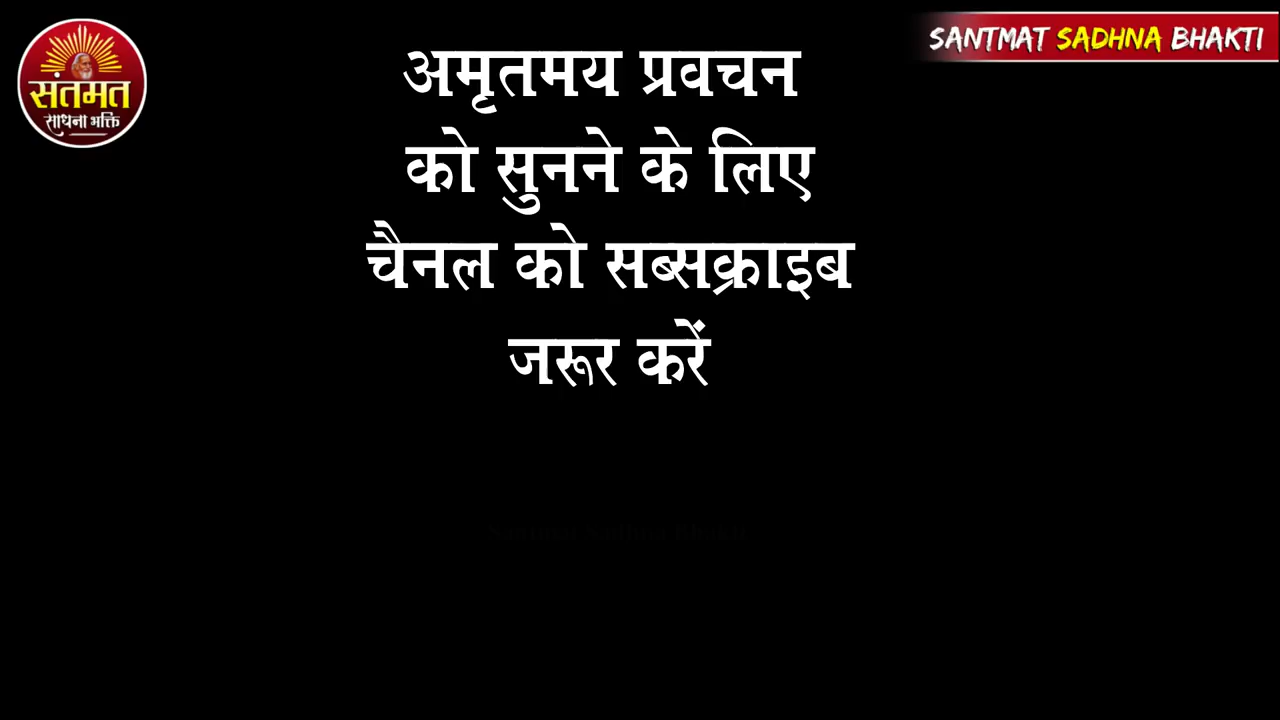 संतमत
साधना भक्ति
SANTMAT SADHNA BHAKTI
अमृतमय प्रवचन
को सुनने के लिए
चैनल को सब्सक्राइब
जरूर करें